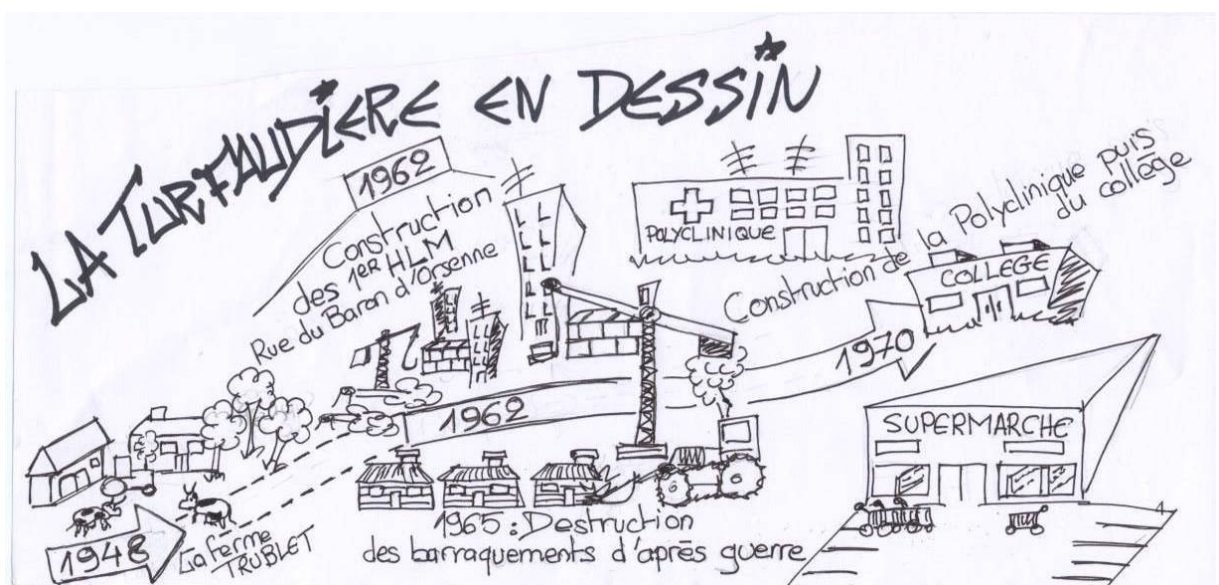 LA TURFAUDIERE EN DESSIN
1962
Construction
des 1ER HLM
Rue du Baron d'Orsenne
POLYCLINIQUE
Construction de la Polyclinique puis
du collège
COLLEGE
1970
1962
SUPERMARCHE
1948
La ferme
TRUBLET
1965 : Destruction
des barraquements d'après guerre